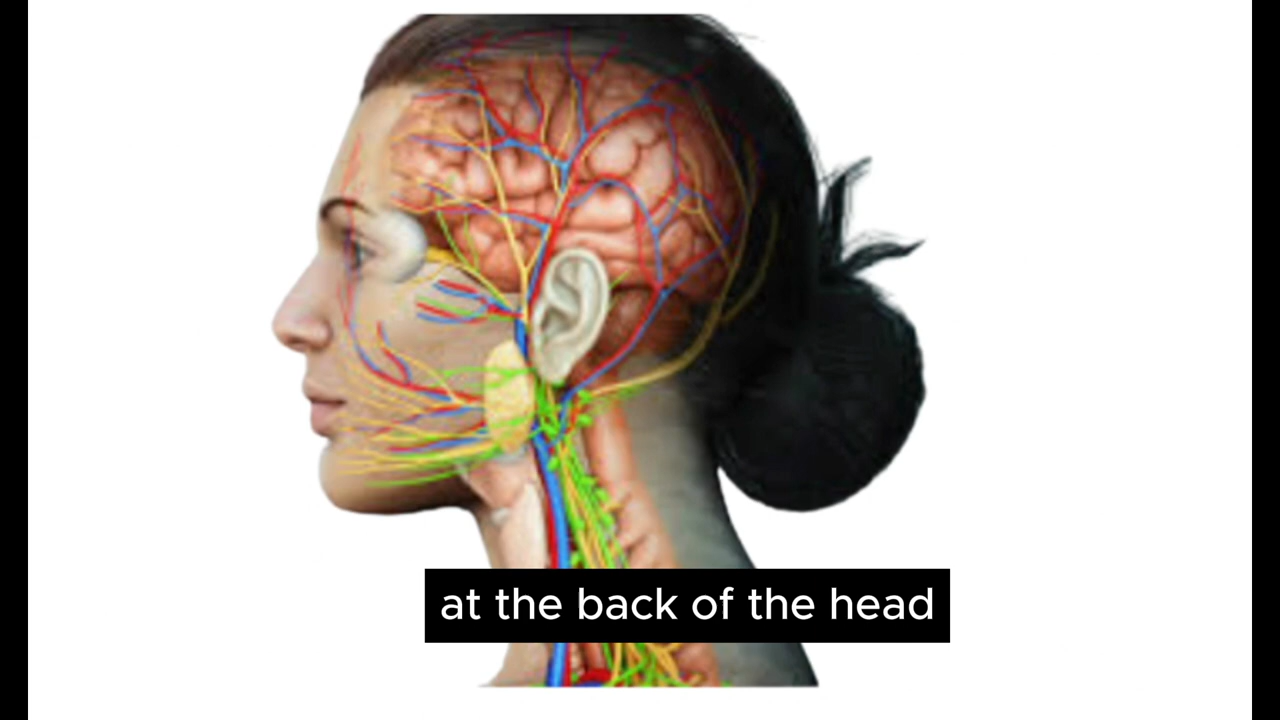 at the back of the head